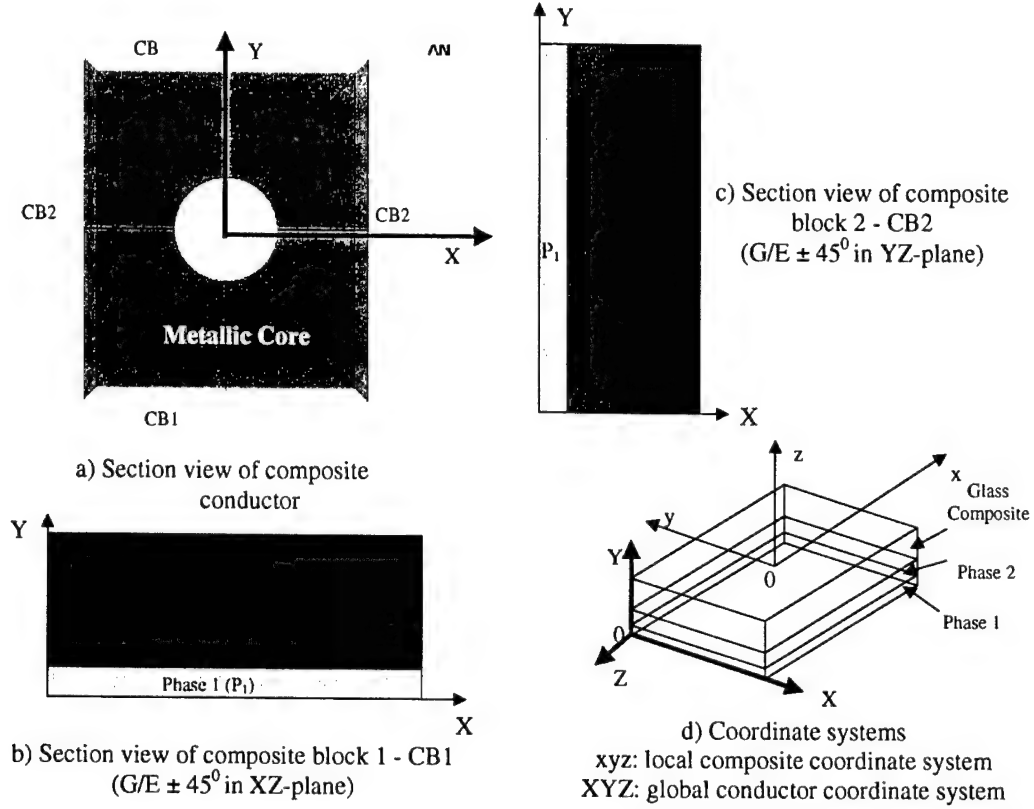 CB
Y
CB2
CB2
X
Metallic Core
CB1
a) Section view of composite
conductor
Y
P₁
X
c) Section view of composite
block 2 - CB2
(G/E ± 45⁰ in YZ-plane)
Y
Phase 1 (P₁)
X
b) Section view of composite block 1 - CB1
(G/E ± 45⁰ in XZ-plane)
z
x
Glass
Composite
y
Y
0
Phase 2
0
Phase 1
Z
X
d) Coordinate systems
xyz: local composite coordinate system
XYZ: global conductor coordinate system